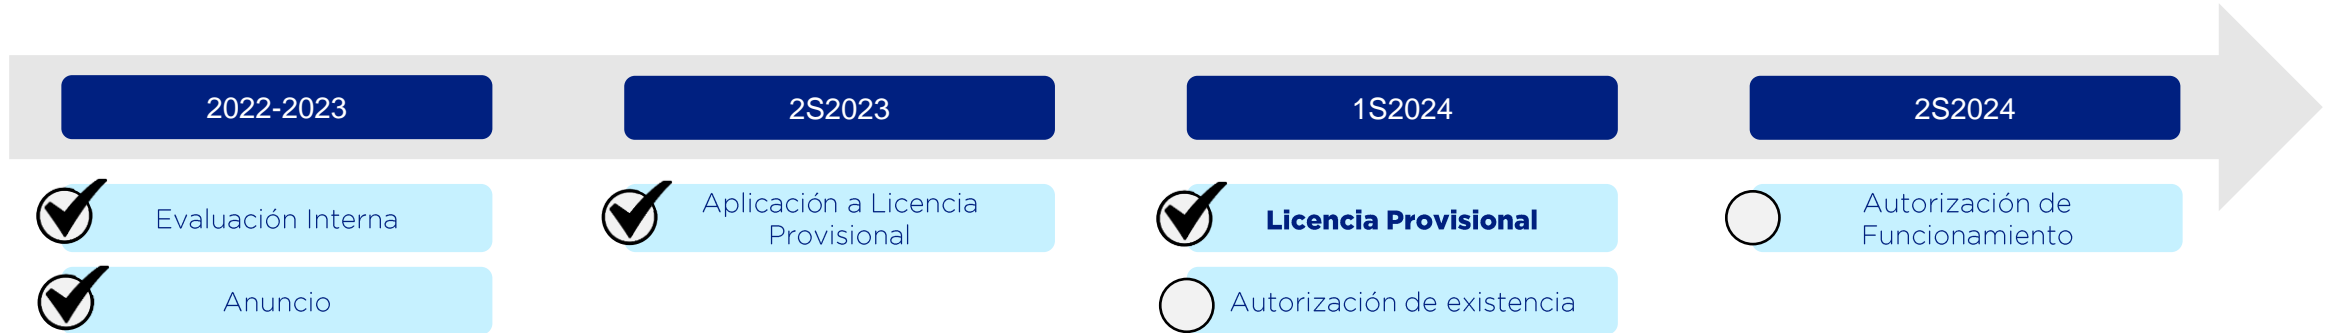 2022-2023
2S2023
1S2024
2S2024
Evaluación Interna
Aplicación a Licencia
Provisional
Licencia Provisional
Autorización de
Funcionamiento
Anuncio
Autorización de existencia